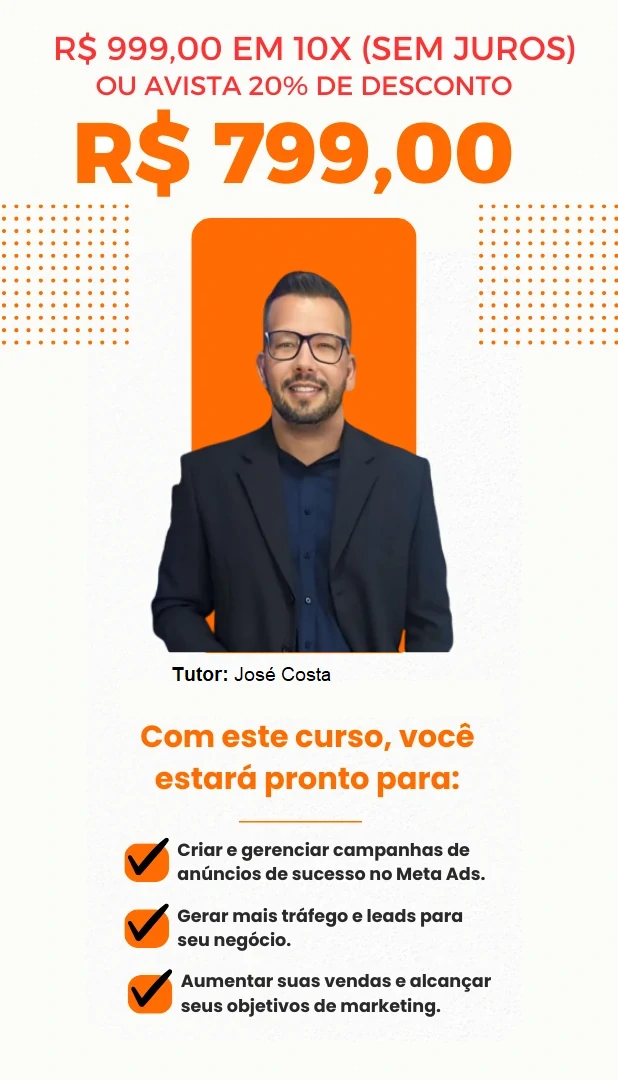 R$ 999,00 EM 10X (SEM JUROS)
OU AVISTA 20% DE DESCONTO
R$ 799,00
Tutor: José Costa
Com este curso, você
estará pronto para:
Criar e gerenciar campanhas de
anúncios de sucesso no Meta Ads.
Gerar mais tráfego e leads para
seu negócio.
Aumentar suas vendas e alcançar
seus objetivos de marketing.